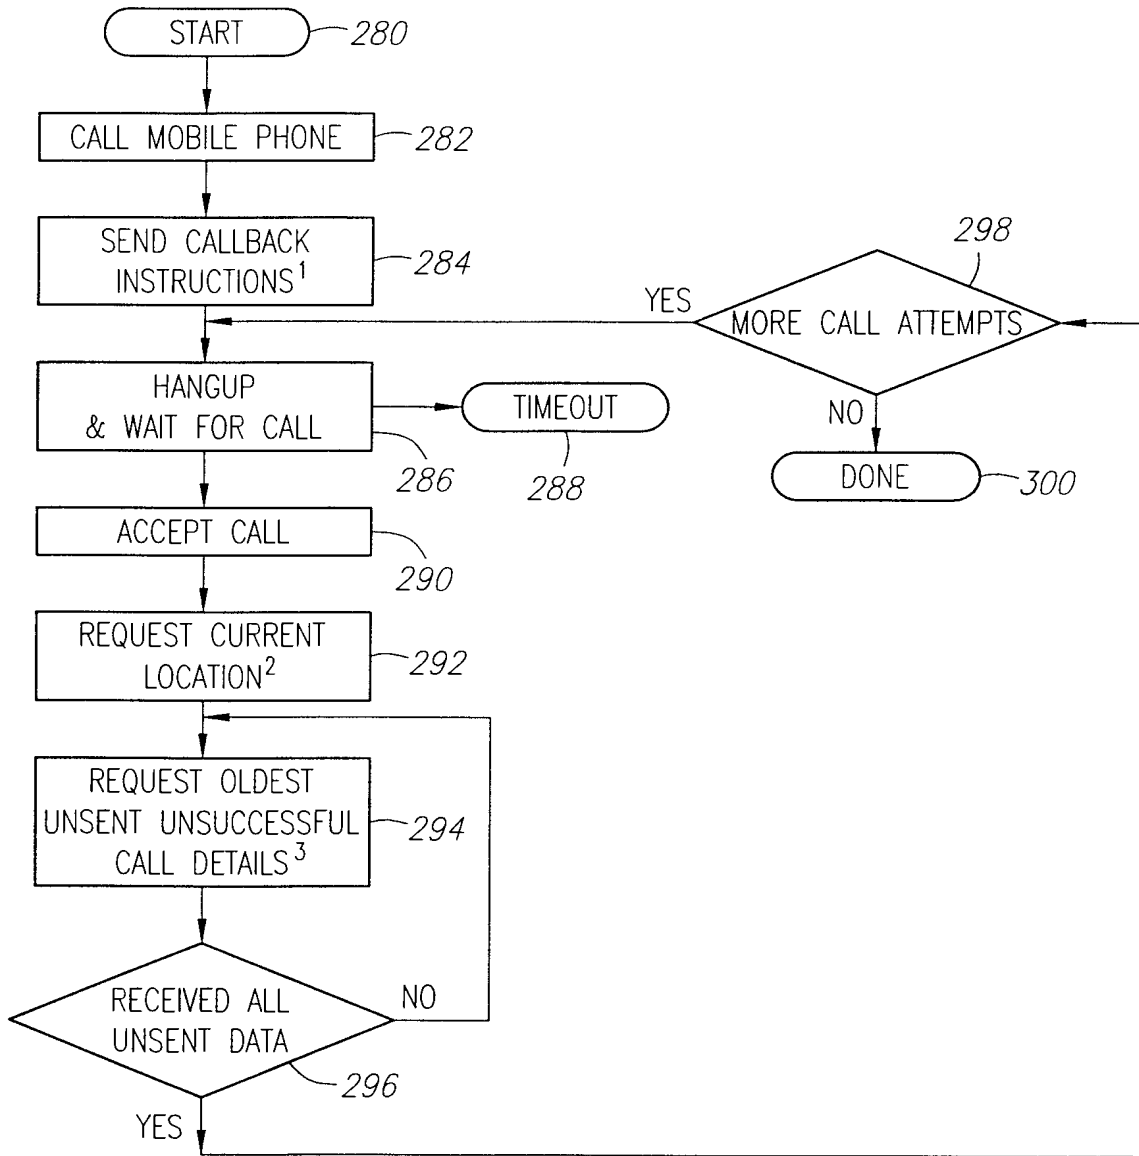 START
280
CALL MOBILE PHONE
282
SEND CALLBACK
INSTRUCTIONS¹
284
298
YES
MORE CALL ATTEMPTS
HANGUP
& WAIT FOR CALL
286
TIMEOUT
288
NO
DONE
300
ACCEPT CALL
290
REQUEST CURRENT
LOCATION²
292
REQUEST OLDEST
UNSENT UNSUCCESSFUL
CALL DETAILS³
294
RECEIVED ALL
UNSENT DATA
NO
296
YES